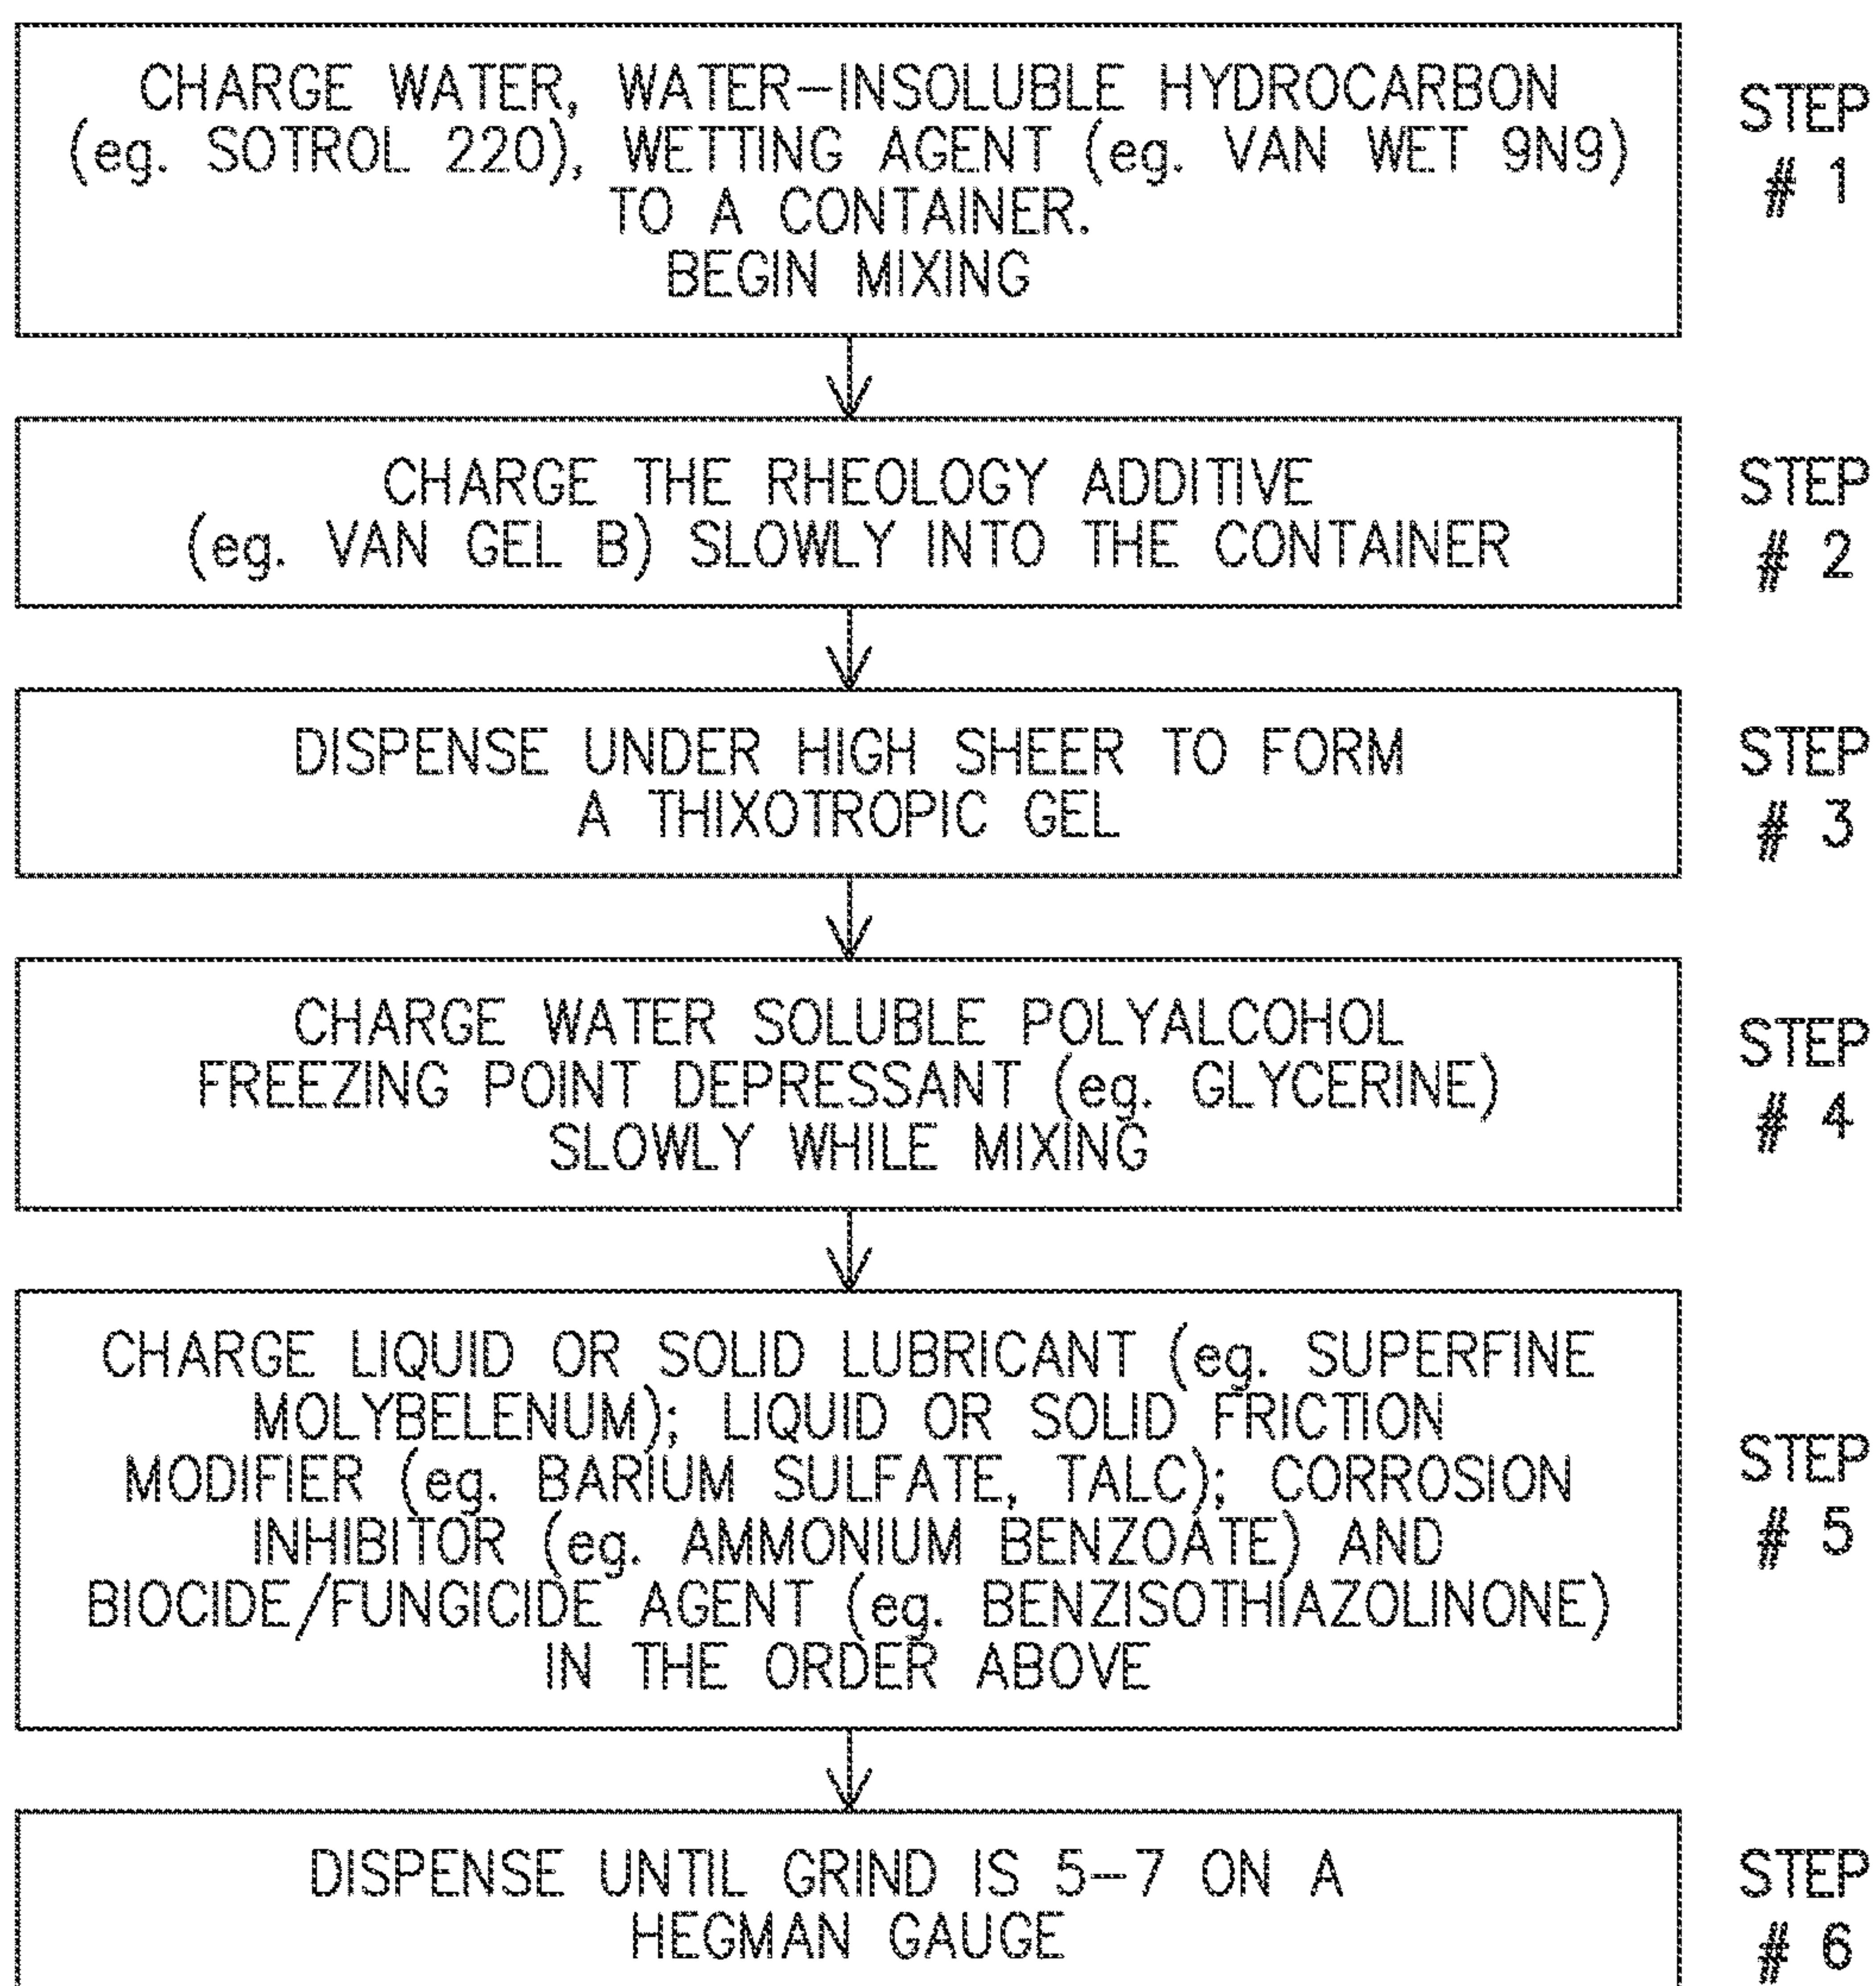 CHARGE WATER, WATER-INSOLUBLE HYDROCARBON
(eg. SOTROL 220), WETTING AGENT (eg. VAN WET 9N9)
TO A CONTAINER.
BEGIN MIXING
STEP
# 1
CHARGE THE RHEOLOGY ADDITIVE
(eg. VAN GEL B) SLOWLY INTO THE CONTAINER
STEP
# 2
DISPENSE UNDER HIGH SHEER TO FORM
A THIXOTROPIC GEL
STEP
# 3
CHARGE WATER SOLUBLE POLYALCOHOL
FREEZING POINT DEPRESSANT (eg. GLYCERINE)
SLOWLY WHILE MIXING
STEP
# 4
CHARGE LIQUID OR SOLID LUBRICANT (eg. SUPERFINE
MOLYBELENUM); LIQUID OR SOLID FRICTION
MODIFIER (eg. BARIUM SULFATE, TALC); CORROSION
INHIBITOR (eg. AMMONIUM BENZOATE) AND
BIOCIDE/FUNGICIDE AGENT (eg. BENZISOTHIAZOLINONE)
IN THE ORDER ABOVE
STEP
# 5
DISPENSE UNTIL GRIND IS 5-7 ON A
HEGMAN GAUGE
STEP
# 6